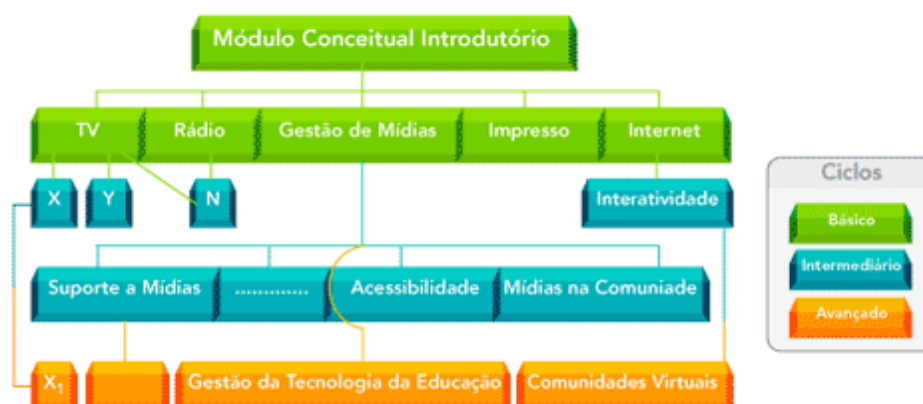 Módulo Conceitual Introdutório
TV
Rádio
Gestão de Mídias
Impresso
Internet
X
Y
N
Interatividade
Suporte a Mídias
.............
Acessibilidade
Mídias na Comuniade
X₁
Gestão da Tecnologia da Educação
Comunidades Virtuais
Ciclos
Básico
Intermediário
Avançado